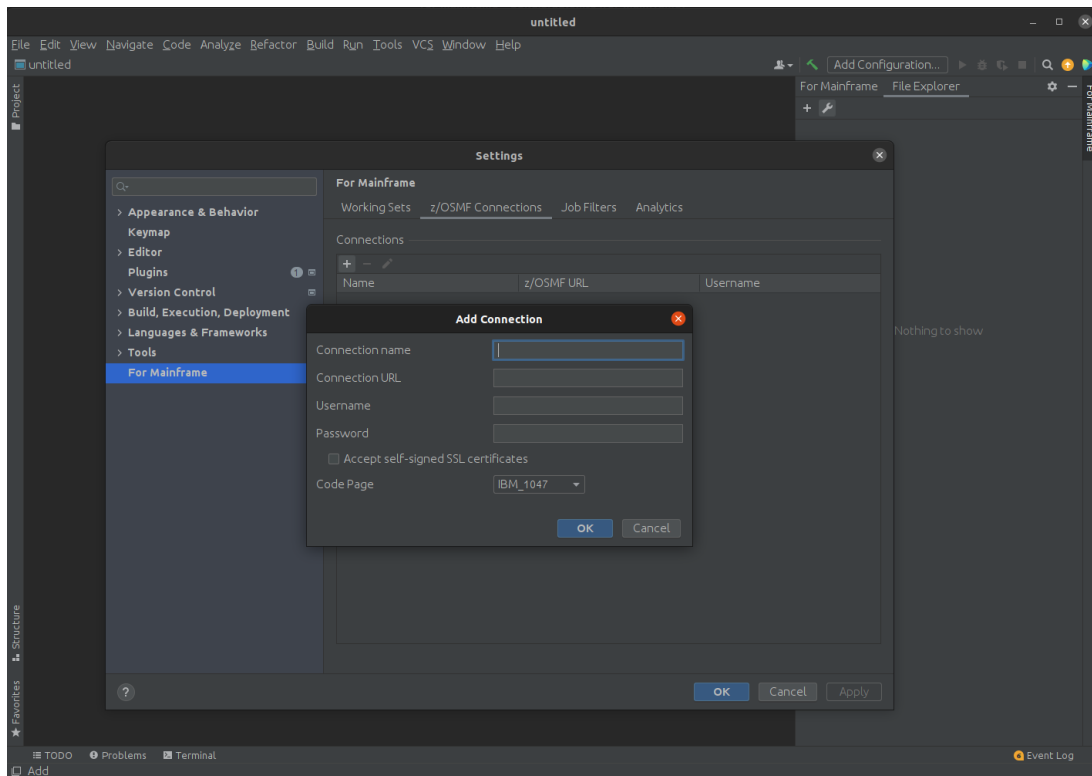 untitled
File Edit View Navigate Code Analyze Refactor Build Run Tools VCS Window Help
untitled
Add Configuration...
For Mainframe File Explorer
Project
For Mainframe
Settings
For Mainframe
Working Sets z/OSMF Connections Job Filters Analytics
Appearance & Behavior
Keymap
Editor
Plugins 1
Version Control
Build, Execution, Deployment
Languages & Frameworks
Tools
For Mainframe
Connections
Name z/OSMF URL Username
Nothing to show
Add Connection
Connection name
Connection URL
Username
Password
Accept self-signed SSL certificates
Code Page IBM_1047
OK Cancel
Structure
Favorites
? OK Cancel Apply
TODO Problems Terminal Event Log
Add